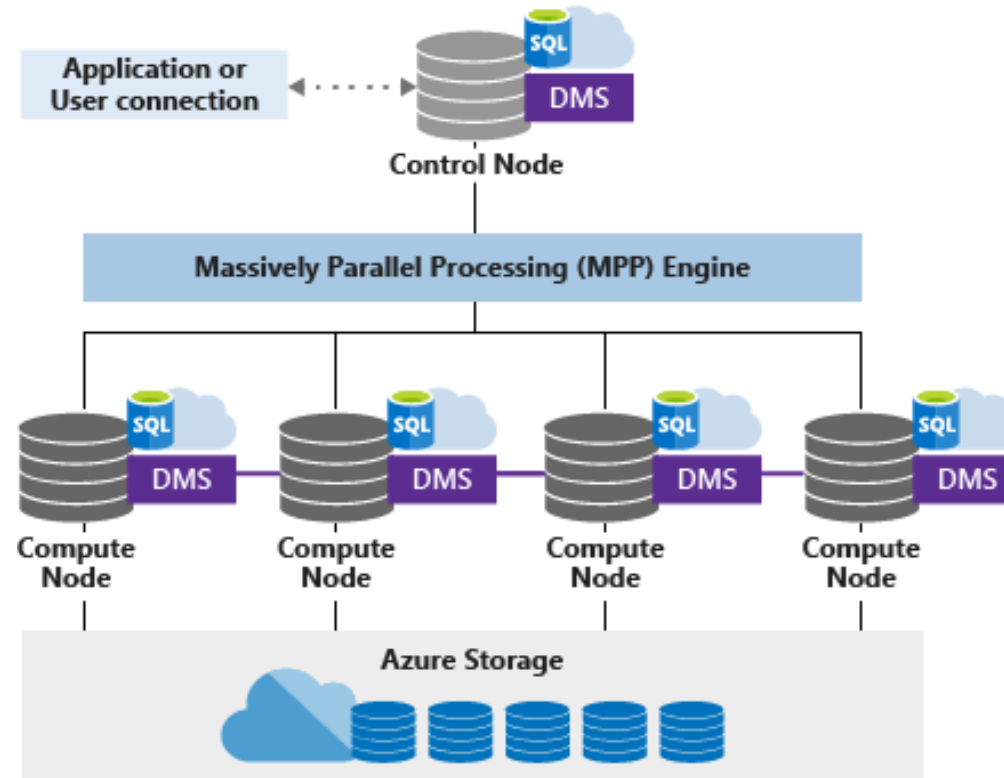 SQL
Application or
User connection
DMS
Control Node
Massively Parallel Processing (MPP) Engine
SQL
SQL
SQL
SQL
DMS
DMS
DMS
DMS
Compute
Node
Compute
Node
Compute
Node
Compute
Node
Azure Storage